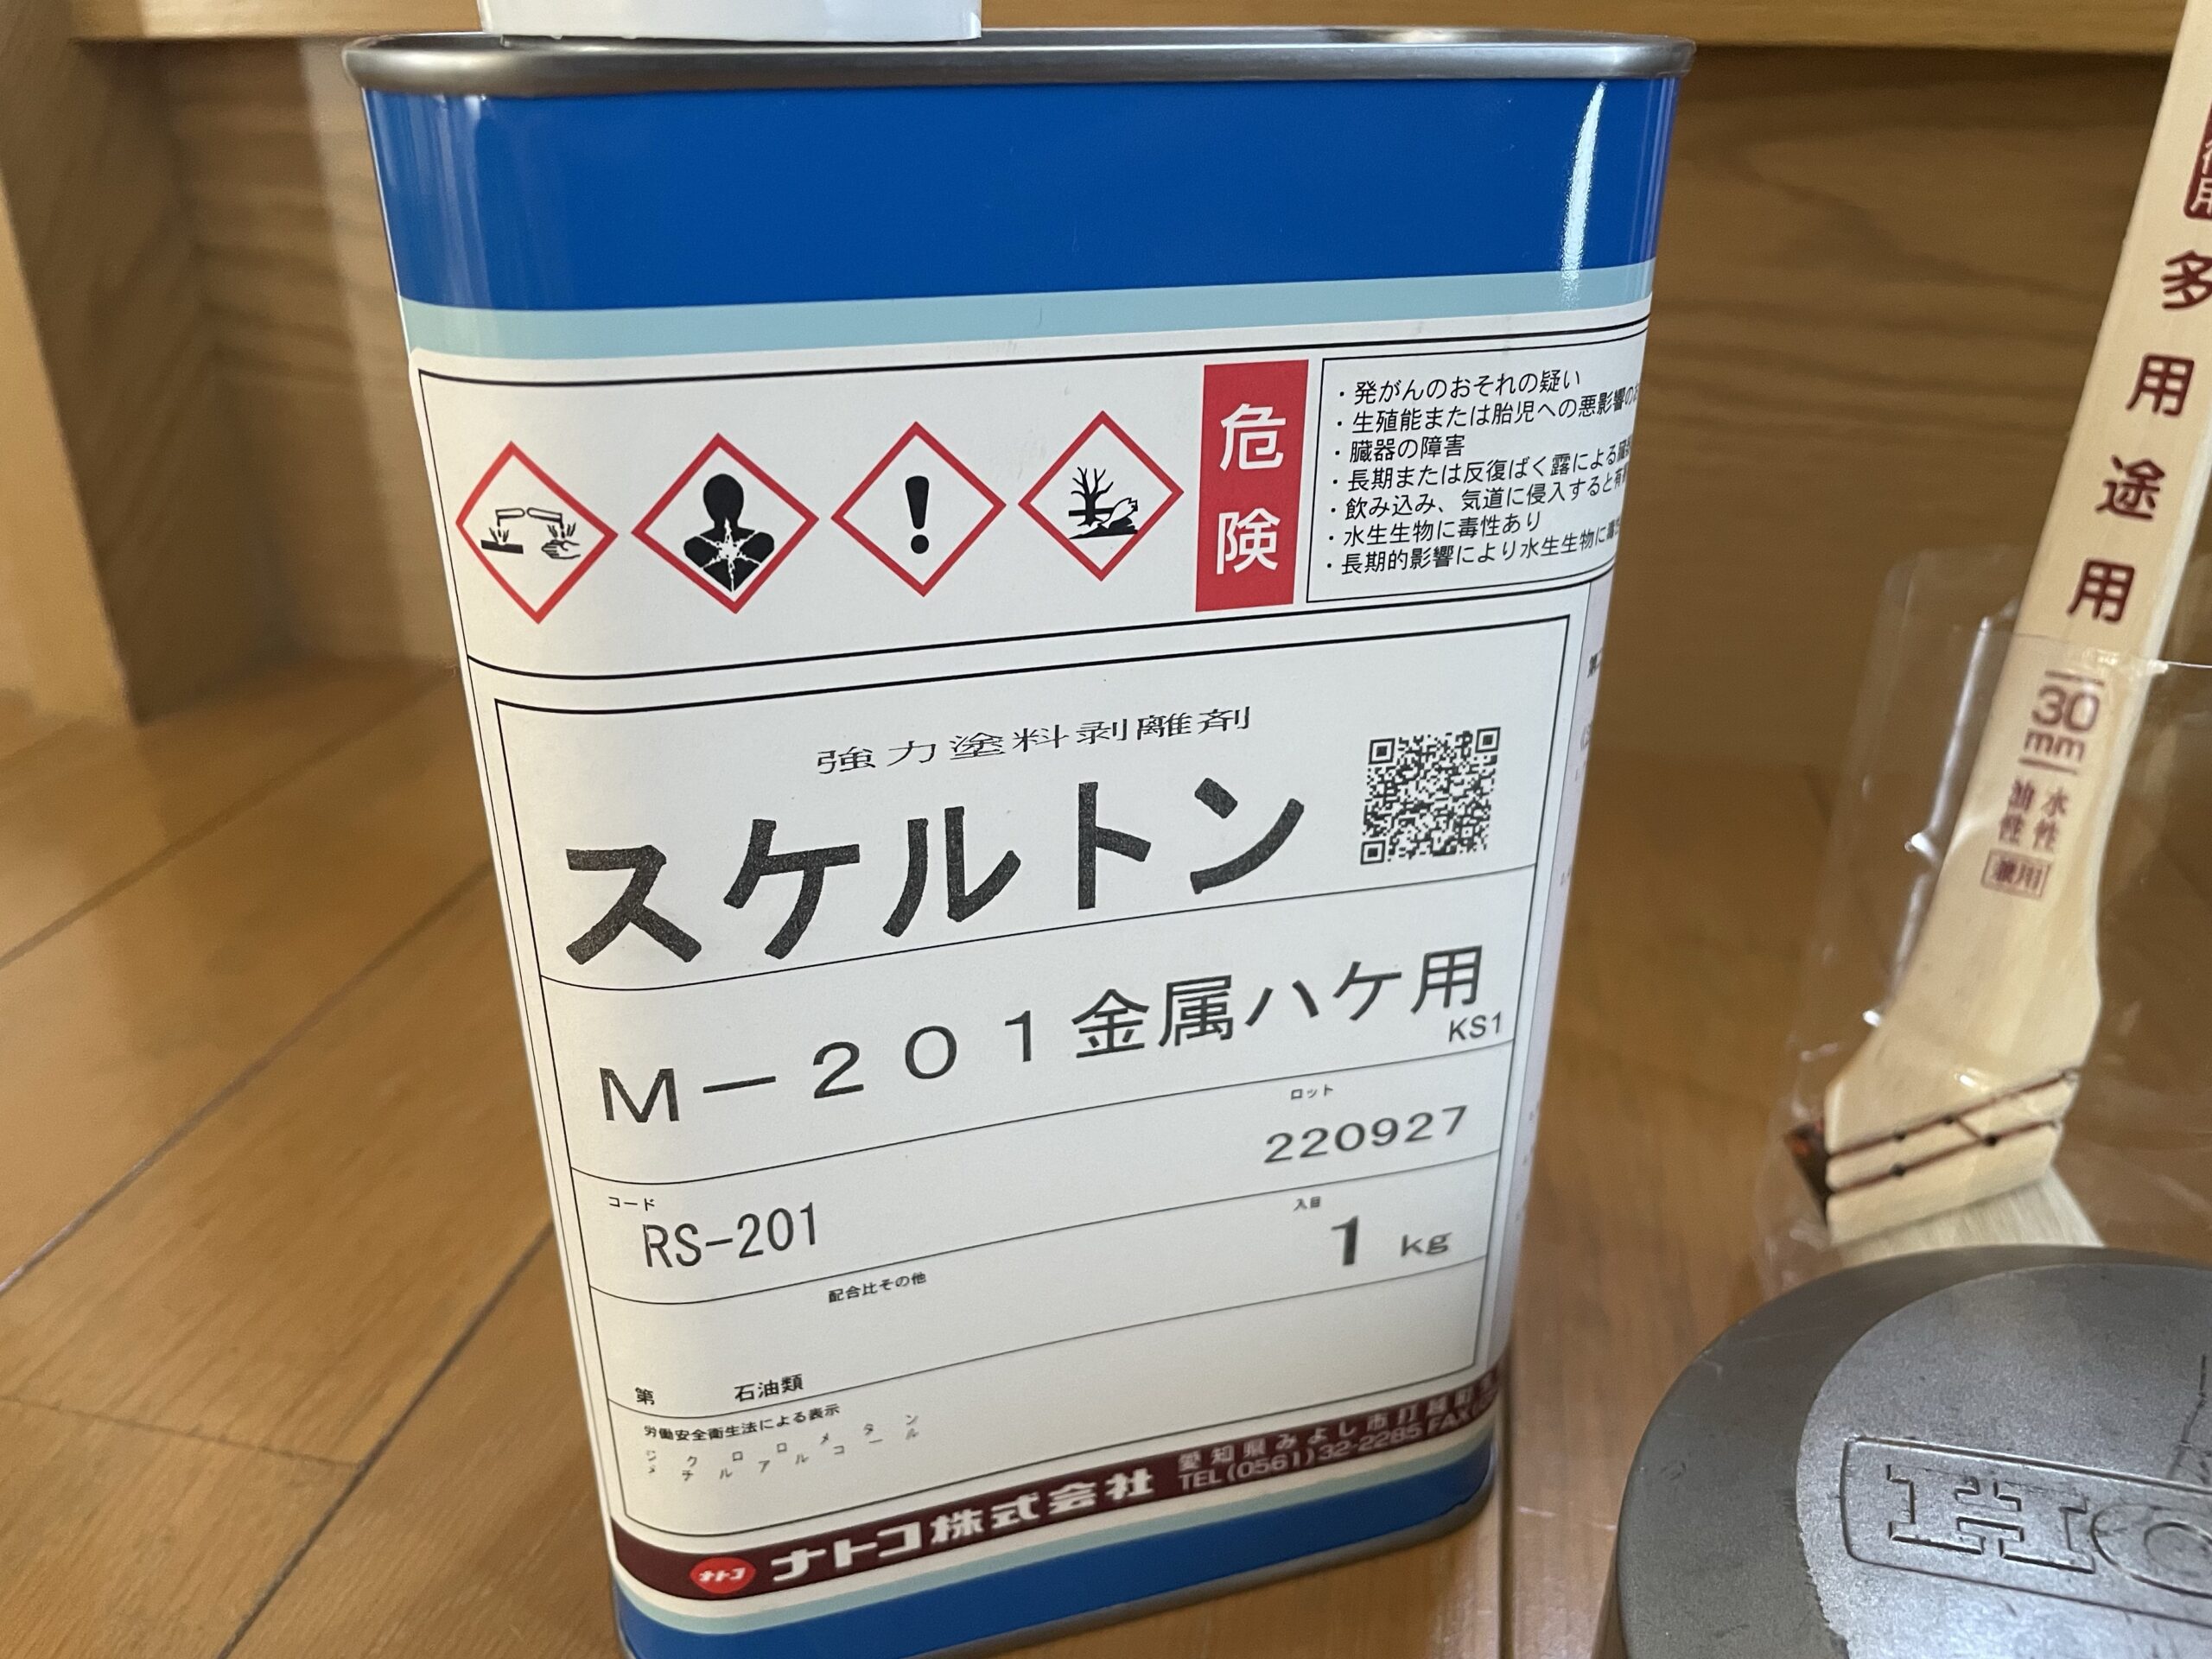 危険
・発がんのおそれの疑い
・生殖能または胎児への悪影響の
・臓器の障害
・長期または反復ばく露による臓
・飲み込み、気道に侵入すると有
・水生生物に毒性あり
・長期的影響により水生生物に
強力塗料剥離剤
スケルトン
M－２０１金属ハケ用
KS1
ロット
220927
コード
RS-201
入目
1 kg
配合比その他
第 石油類
労働安全衛生法による表示
ジクロロメタン
メチルアルコール
ナトコ
ナトコ株式会社
愛知県みよし市打越町
TEL(0561)32-2285 FAX
用
多用途用
30
mm
水性
油性
兼用
HO